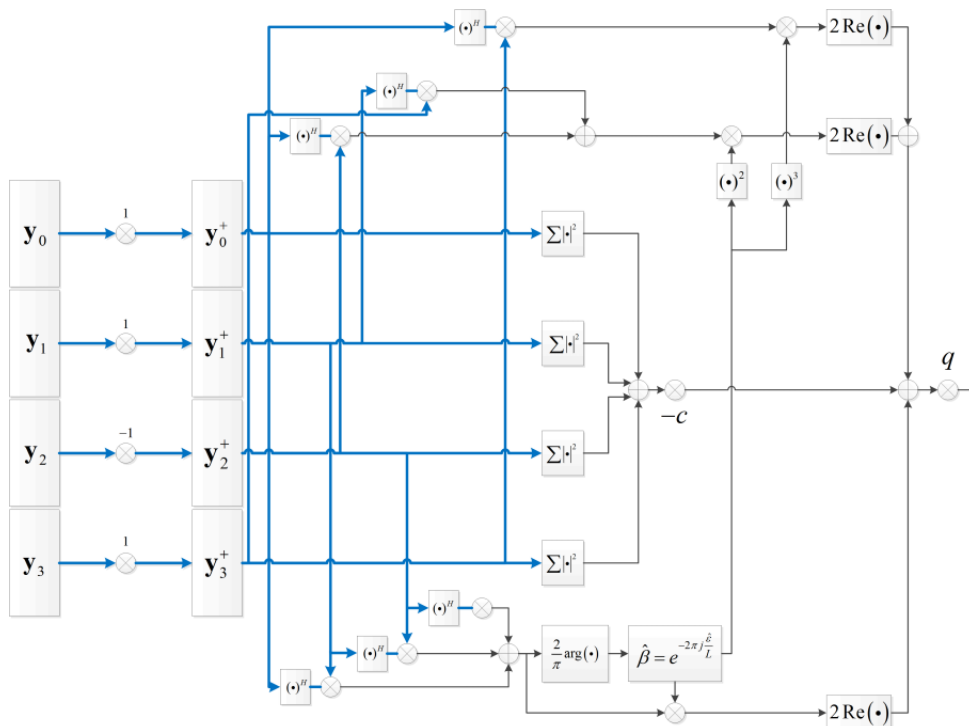 (•)^H
2 Re(•)
(•)^H
(•)^H
2 Re(•)
(•)^2
(•)^3
y_0
1
y_0^+
∑|•|^2
y_1
1
y_1^+
∑|•|^2
q
−c
y_2
−1
y_2^+
∑|•|^2
y_3
1
y_3^+
∑|•|^2
(•)^H
(•)^H
2/π arg(•)
β̂ = e^{−2πj ε̂/L}
(•)^H
2 Re(•)